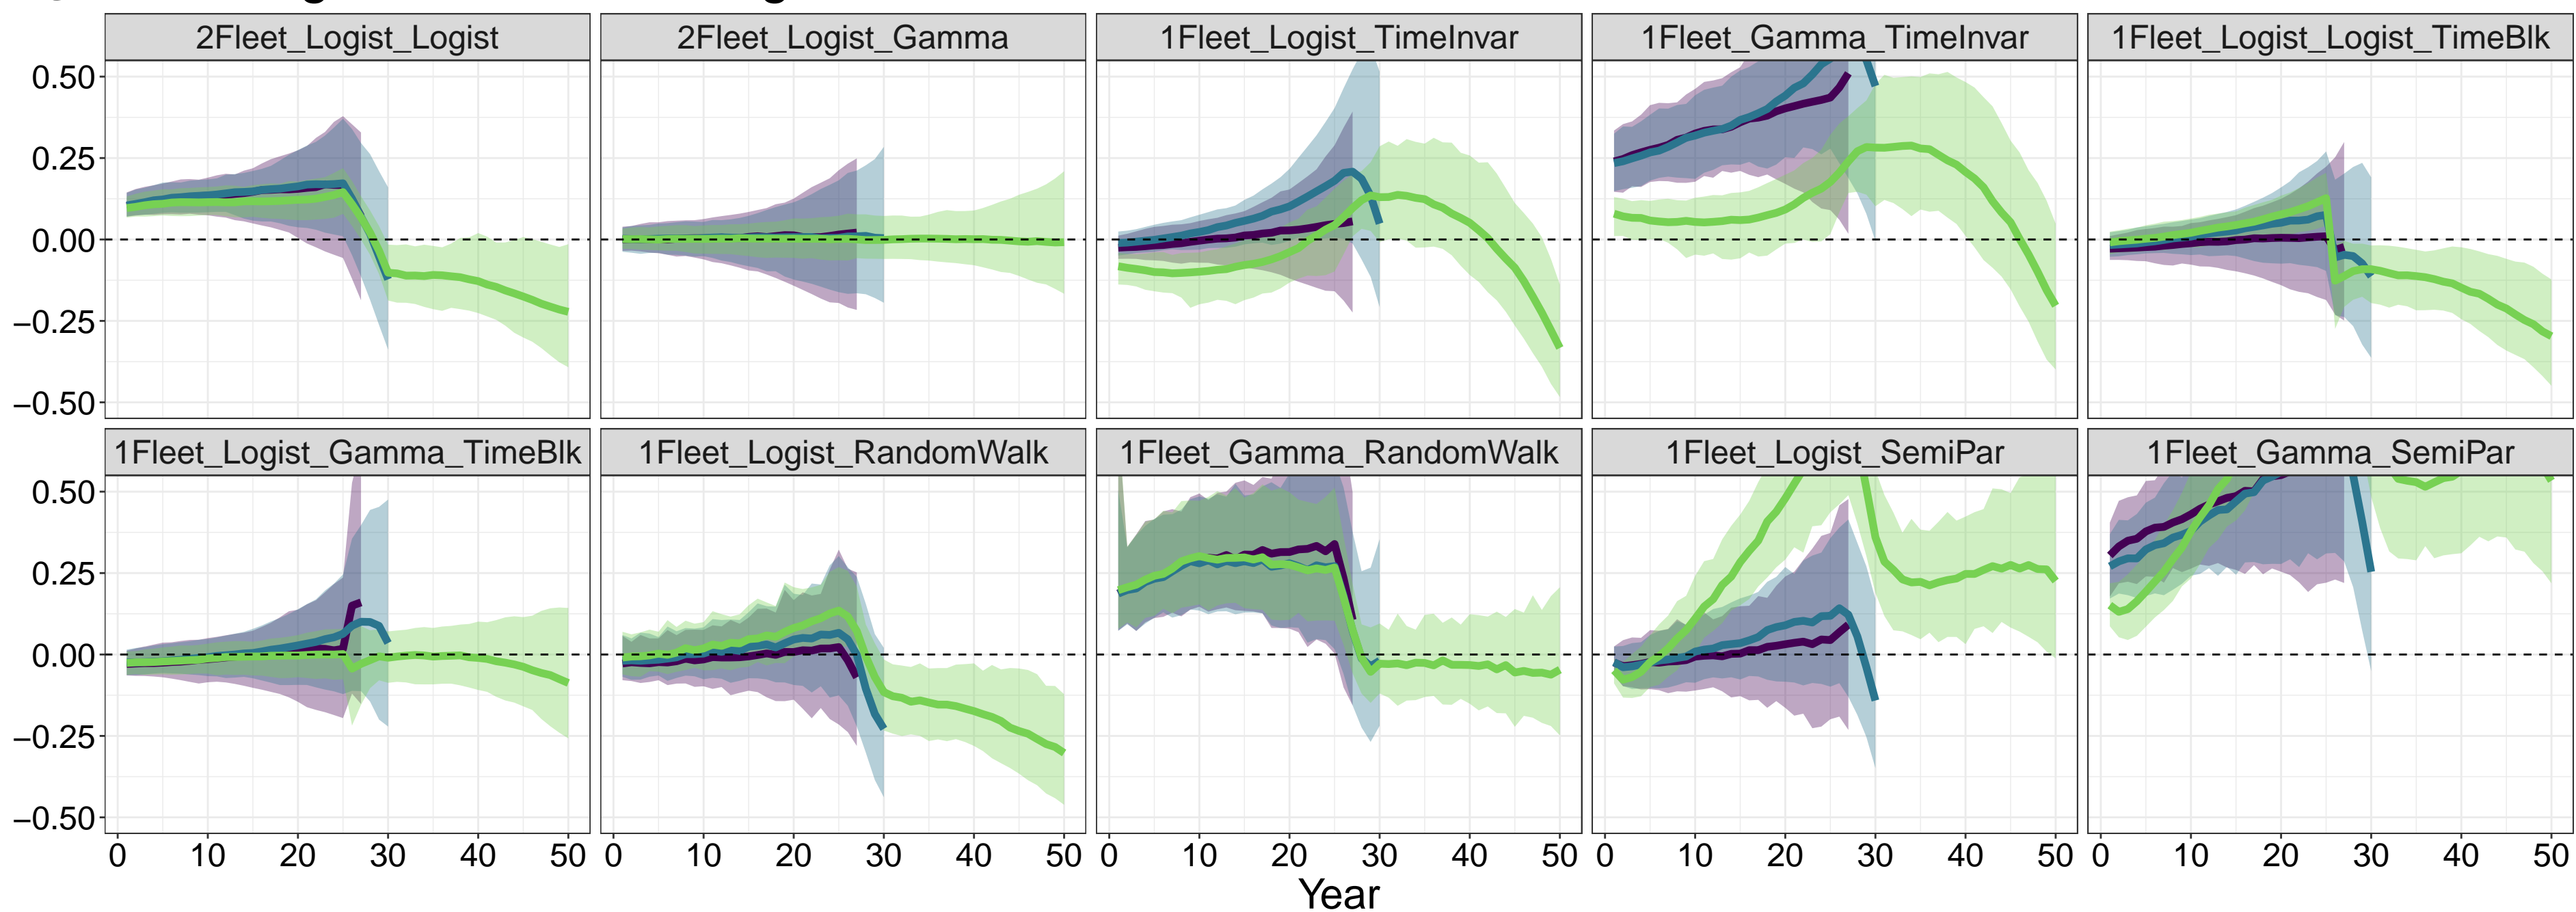 2Fleet_Logist_Logist 2Fleet_Logist_Gamma 1Fleet_Logist_TimeInvar 1Fleet_Gamma_TimeInvar 1Fleet_Logist_Logist_TimeBlk
0.50
0.25
0.00
−0.25
−0.50
1Fleet_Logist_Gamma_TimeBlk 1Fleet_Logist_RandomWalk 1Fleet_Gamma_RandomWalk 1Fleet_Logist_SemiPar 1Fleet_Gamma_SemiPar
0.50
0.25
0.00
−0.25
−0.50
0 10 20 30 40 50 0 10 20 30 40 50 0 10 20 30 40 50 0 10 20 30 40 50 0 10 20 30 40 50
Year